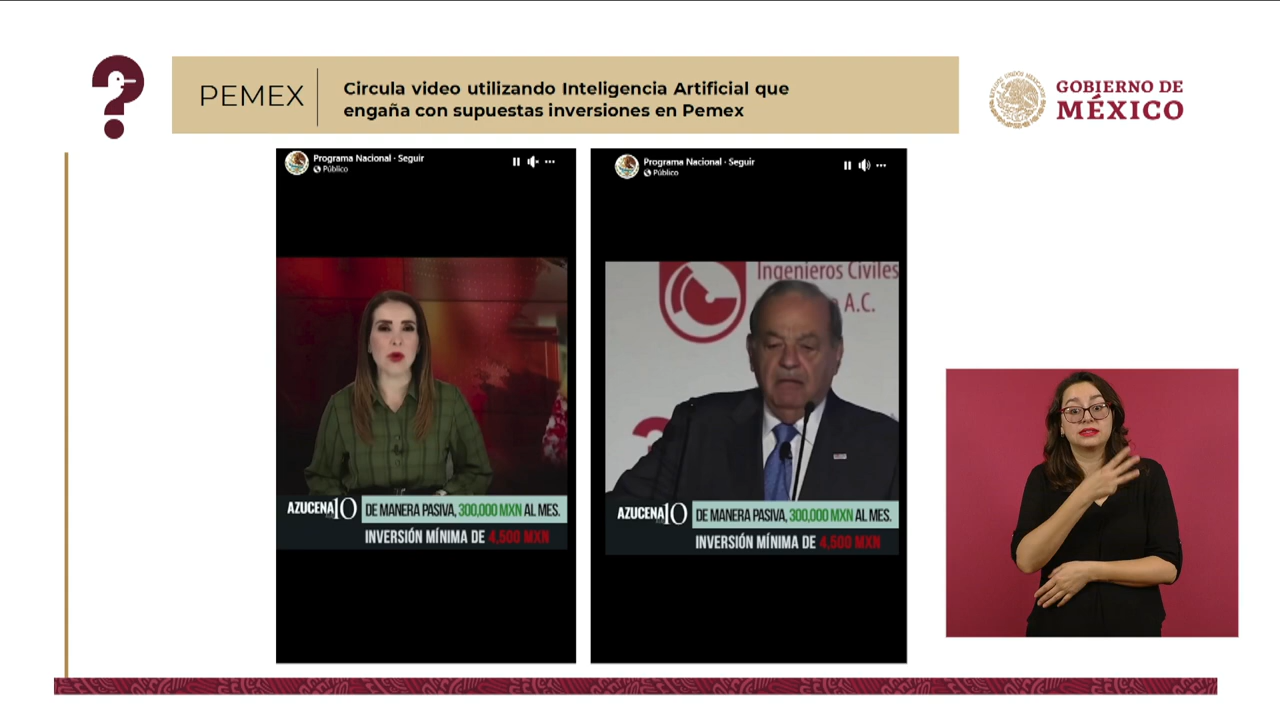 PEMEX
Circula video utilizando Inteligencia Artificial que
engaña con supuestas inversiones en Pemex
GOBIERNO DE
MÉXICO
Programa Nacional · Seguir
Público
Programa Nacional · Seguir
Público
AZUCENA 10
DE MANERA PASIVA, 300,000 MXN AL MES.
INVERSIÓN MÍNIMA DE 4,500 MXN
Ingenieros Civiles
A.C.
AZUCENA 10
DE MANERA PASIVA, 300,000 MXN AL MES.
INVERSIÓN MÍNIMA DE 4,500 MXN